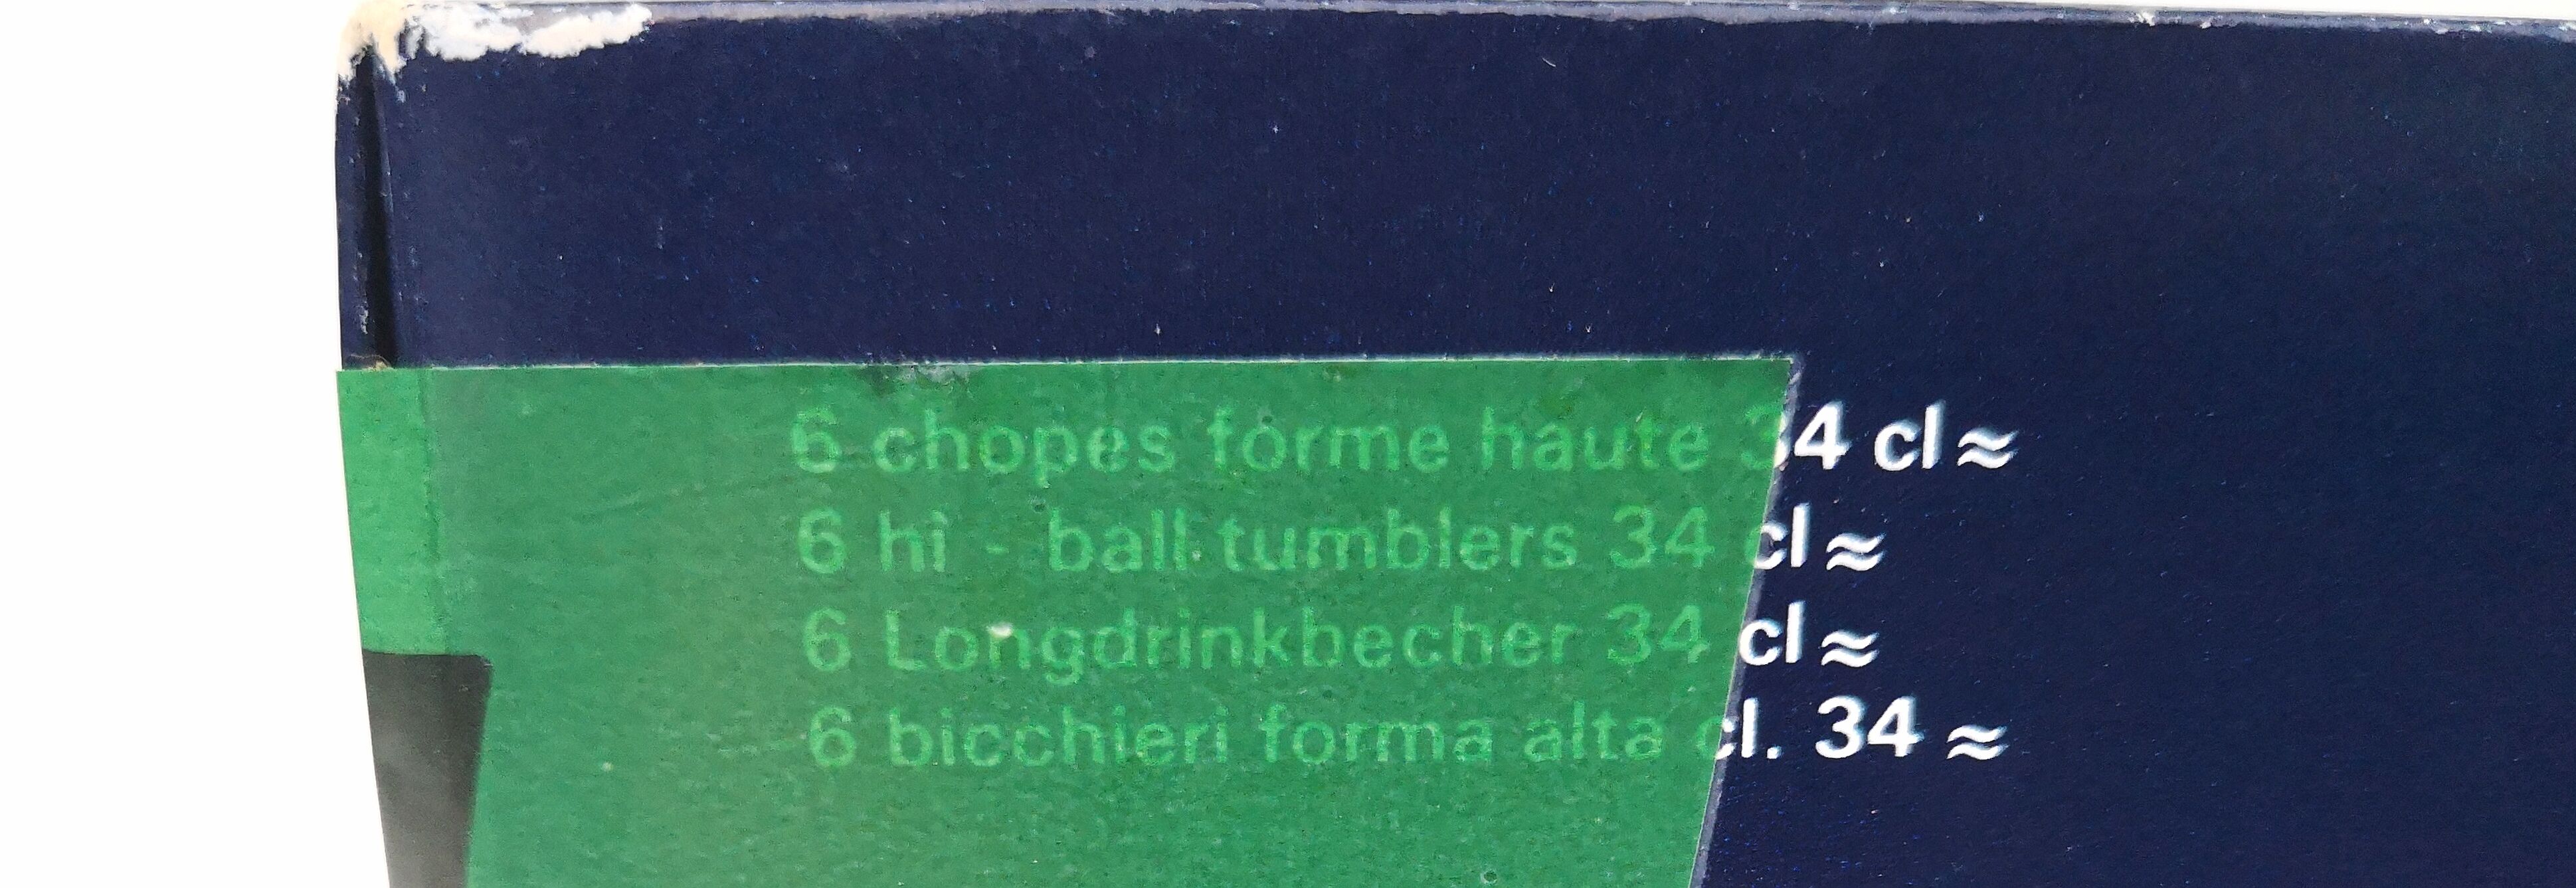 6 chopes forme haute 34 cl ≈
6 hi - ball tumblers 34 cl ≈
6 Longdrinkbecher 34 cl ≈
6 bicchieri forma alta cl. 34 ≈